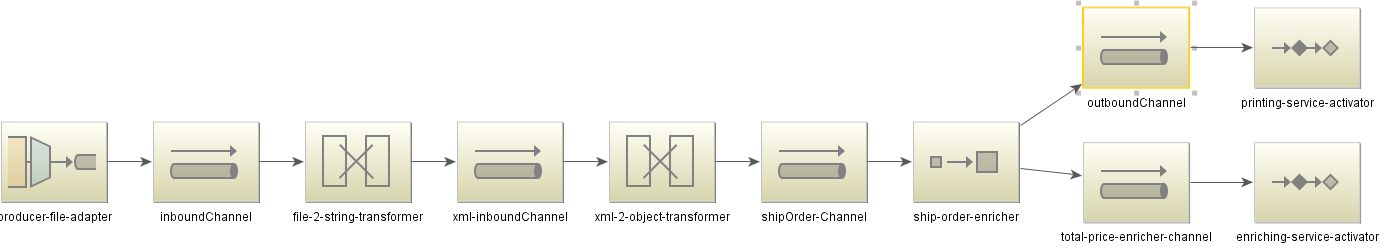 outboundChannel
printing-service-activator
producer-file-adapter
inboundChannel
file-2-string-transformer
xml-inboundChannel
xml-2-object-transformer
shipOrder-Channel
ship-order-enricher
total-price-enricher-channel
enriching-service-activator